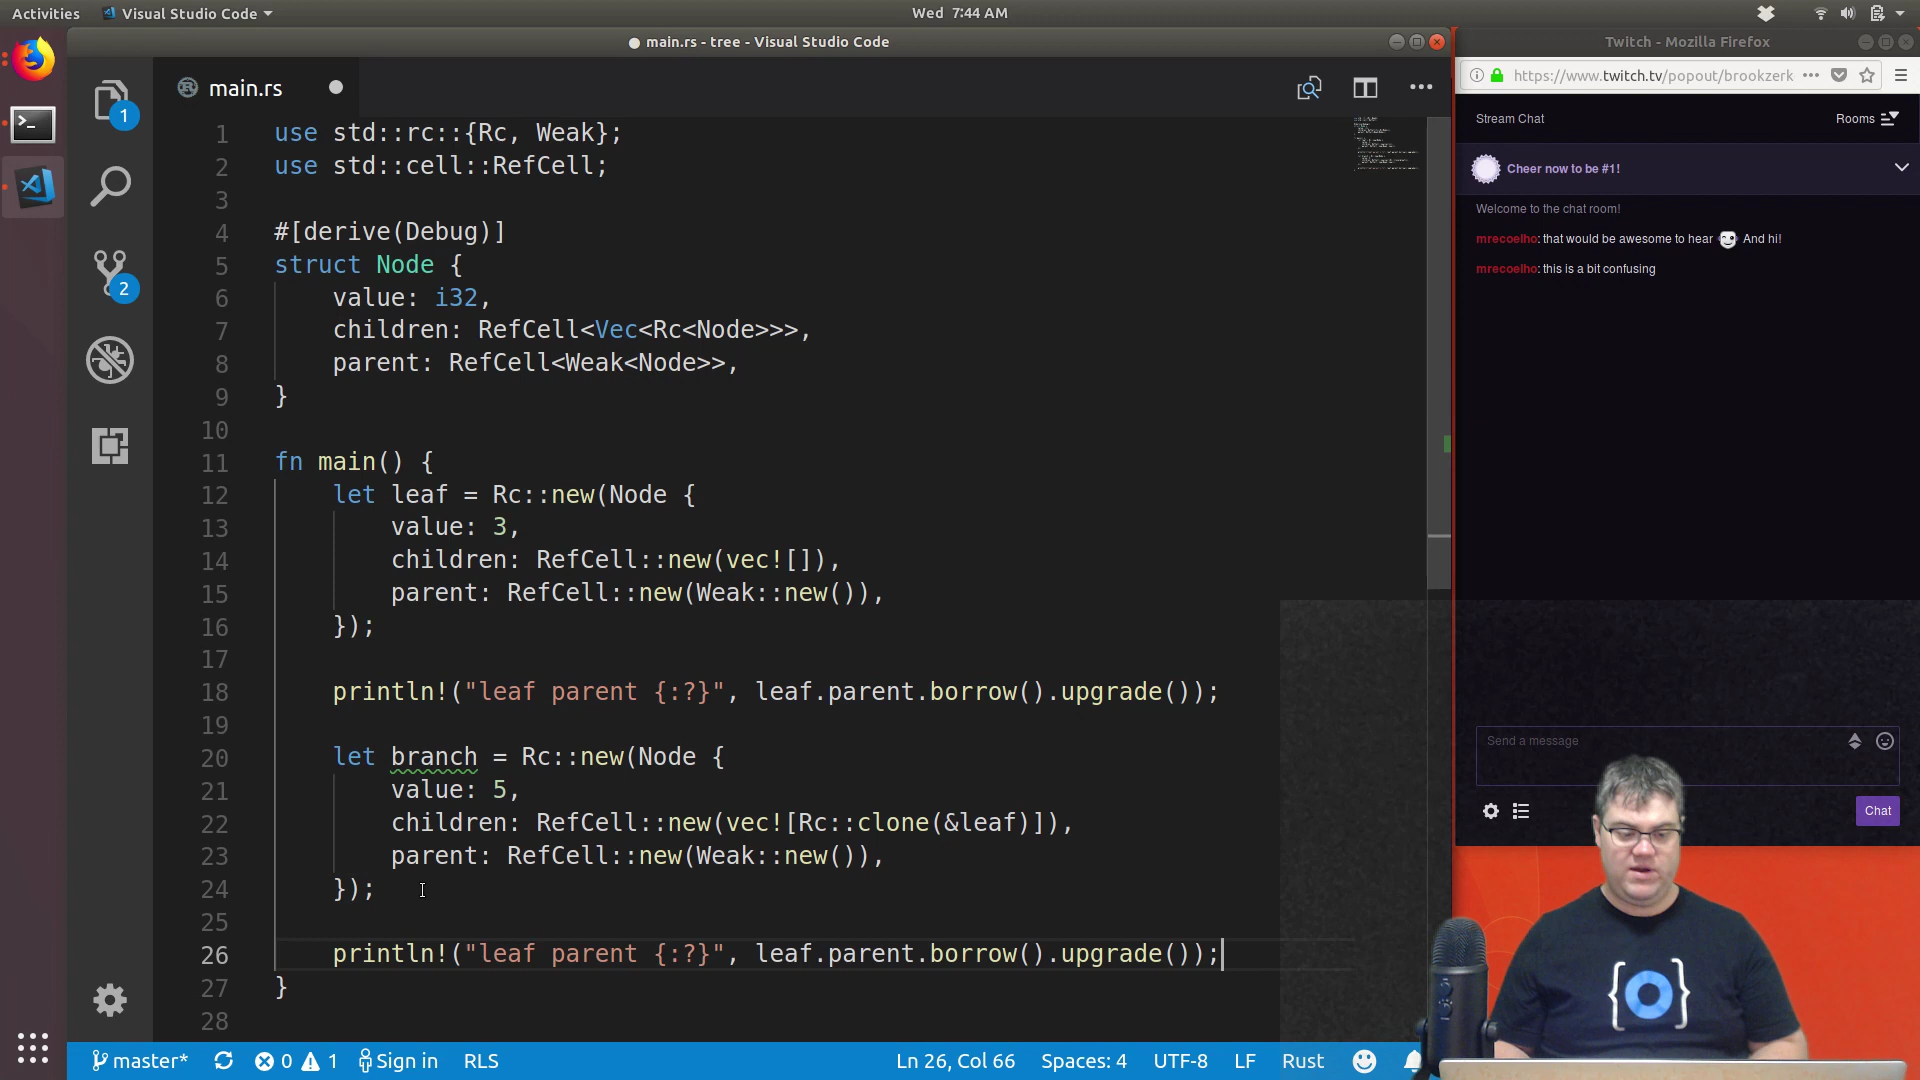 Activities
Visual Studio Code
Wed 7:44 AM
main.rs - tree - Visual Studio Code
Twitch - Mozilla Firefox
https://www.twitch.tv/popout/brookzerk
main.rs
Stream Chat
Rooms
Cheer now to be #1!
Welcome to the chat room!
mrecoelho: that would be awesome to hear And hi!
mrecoelho: this is a bit confusing
Send a message
Chat
1
2
1 use std::rc::{Rc, Weak};
2 use std::cell::RefCell;
3
4 #[derive(Debug)]
5 struct Node {
6 value: i32,
7 children: RefCell<Vec<Rc<Node>>>,
8 parent: RefCell<Weak<Node>>,
9 }
10
11 fn main() {
12 let leaf = Rc::new(Node {
13 value: 3,
14 children: RefCell::new(vec![]),
15 parent: RefCell::new(Weak::new()),
16 });
17
18 println!("leaf parent {:?}", leaf.parent.borrow().upgrade());
19
20 let branch = Rc::new(Node {
21 value: 5,
22 children: RefCell::new(vec![Rc::clone(&leaf)]),
23 parent: RefCell::new(Weak::new()),
24 });
25
26 println!("leaf parent {:?}", leaf.parent.borrow().upgrade());
27 }
28
master*
0
1
Sign in
RLS
Ln 26, Col 66
Spaces: 4
UTF-8
LF
Rust